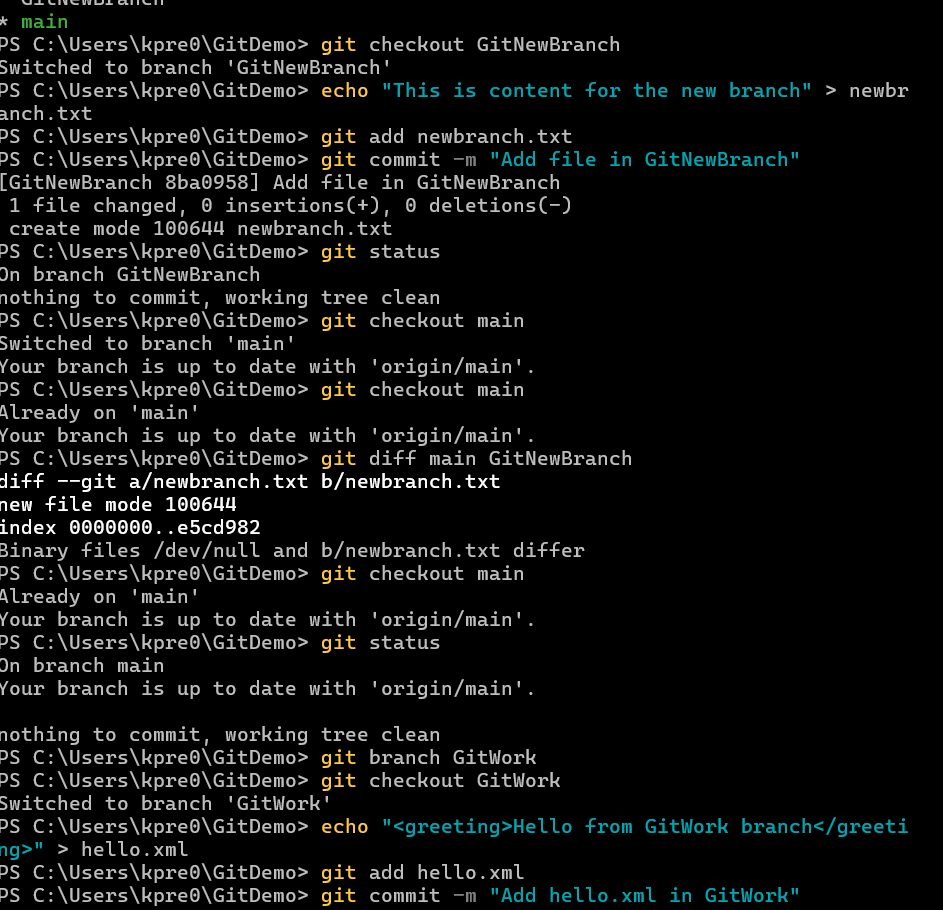 GitNewBranch
* main
PS C:\Users\kpre0\GitDemo> git checkout GitNewBranch
Switched to branch 'GitNewBranch'
PS C:\Users\kpre0\GitDemo> echo "This is content for the new branch" > newbr
anch.txt
PS C:\Users\kpre0\GitDemo> git add newbranch.txt
PS C:\Users\kpre0\GitDemo> git commit -m "Add file in GitNewBranch"
[GitNewBranch 8ba0958] Add file in GitNewBranch
 1 file changed, 0 insertions(+), 0 deletions(-)
 create mode 100644 newbranch.txt
PS C:\Users\kpre0\GitDemo> git status
On branch GitNewBranch
nothing to commit, working tree clean
PS C:\Users\kpre0\GitDemo> git checkout main
Switched to branch 'main'
Your branch is up to date with 'origin/main'.
PS C:\Users\kpre0\GitDemo> git checkout main
Already on 'main'
Your branch is up to date with 'origin/main'.
PS C:\Users\kpre0\GitDemo> git diff main GitNewBranch
diff --git a/newbranch.txt b/newbranch.txt
new file mode 100644
index 0000000..e5cd982
Binary files /dev/null and b/newbranch.txt differ
PS C:\Users\kpre0\GitDemo> git checkout main
Already on 'main'
Your branch is up to date with 'origin/main'.
PS C:\Users\kpre0\GitDemo> git status
On branch main
Your branch is up to date with 'origin/main'.

nothing to commit, working tree clean
PS C:\Users\kpre0\GitDemo> git branch GitWork
PS C:\Users\kpre0\GitDemo> git checkout GitWork
Switched to branch 'GitWork'
PS C:\Users\kpre0\GitDemo> echo "<greeting>Hello from GitWork branch</greeti
ng>" > hello.xml
PS C:\Users\kpre0\GitDemo> git add hello.xml
PS C:\Users\kpre0\GitDemo> git commit -m "Add hello.xml in GitWork"